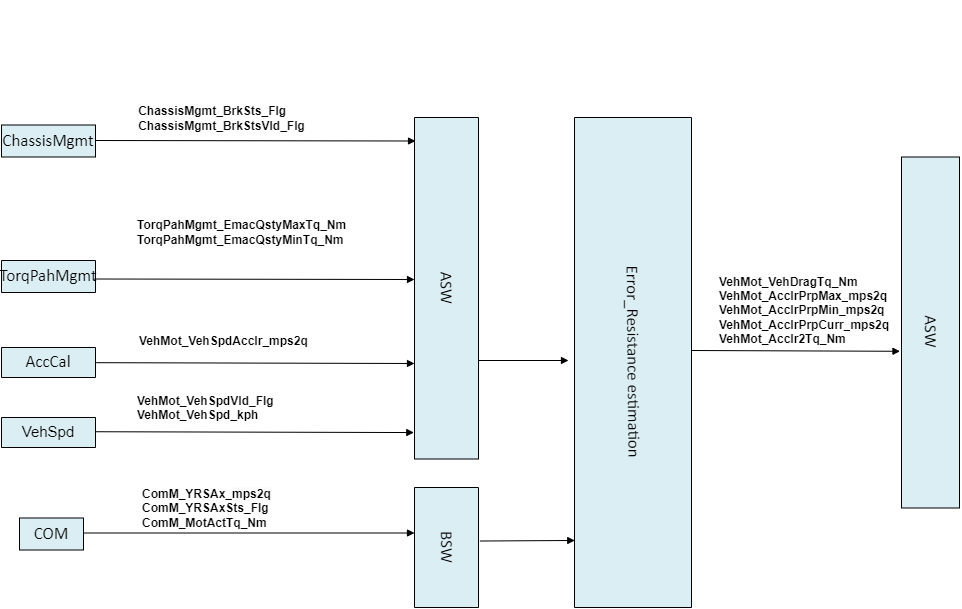 ChassisMgmt_BrkSts_Flg
ChassisMgmt_BrkStsVld_Flg
ChassisMgmt
TorqPahMgmt_EmacQstyMaxTq_Nm
TorqPahMgmt_EmacQstyMinTq_Nm
TorqPahMgmt
VehMot_VehSpdAcclr_mps2q
AccCal
VehMot_VehSpdVld_Flg
VehMot_VehSpd_kph
VehSpd
ComM_YRSAx_mps2q
ComM_YRSAxSts_Flg
ComM_MotActTq_Nm
COM
ASW
BSW
Error_Resistance estimation
VehMot_VehDragTq_Nm
VehMot_AcclrPrpMax_mps2q
VehMot_AcclrPrpMin_mps2q
VehMot_AcclrPrpCurr_mps2q
VehMot_Acclr2Tq_Nm
ASW